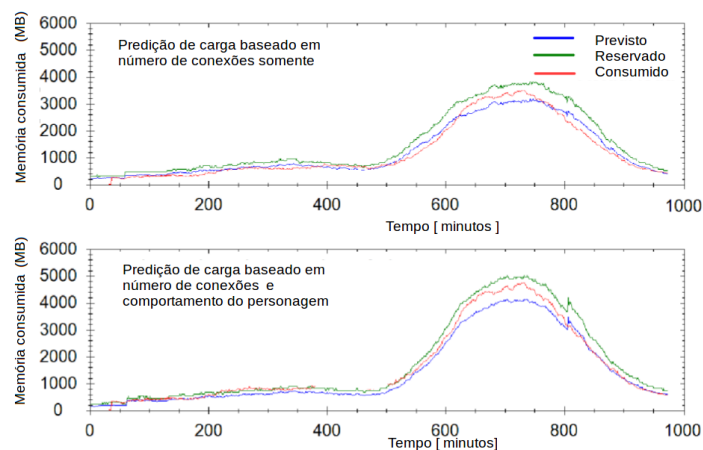 6000
5000
4000
3000
2000
1000
0
Memória consumida (MB)
Predição de carga baseado em
número de conexões somente
Previsto
Reservado
Consumido
0 200 400 600 800 1000
Tempo [ minutos ]
6000
5000
4000
3000
2000
1000
0
Memória consumida (MB)
Predição de carga baseado em
número de conexões e
comportamento do personagem
0 200 400 600 800 1000
Tempo [ minutos]